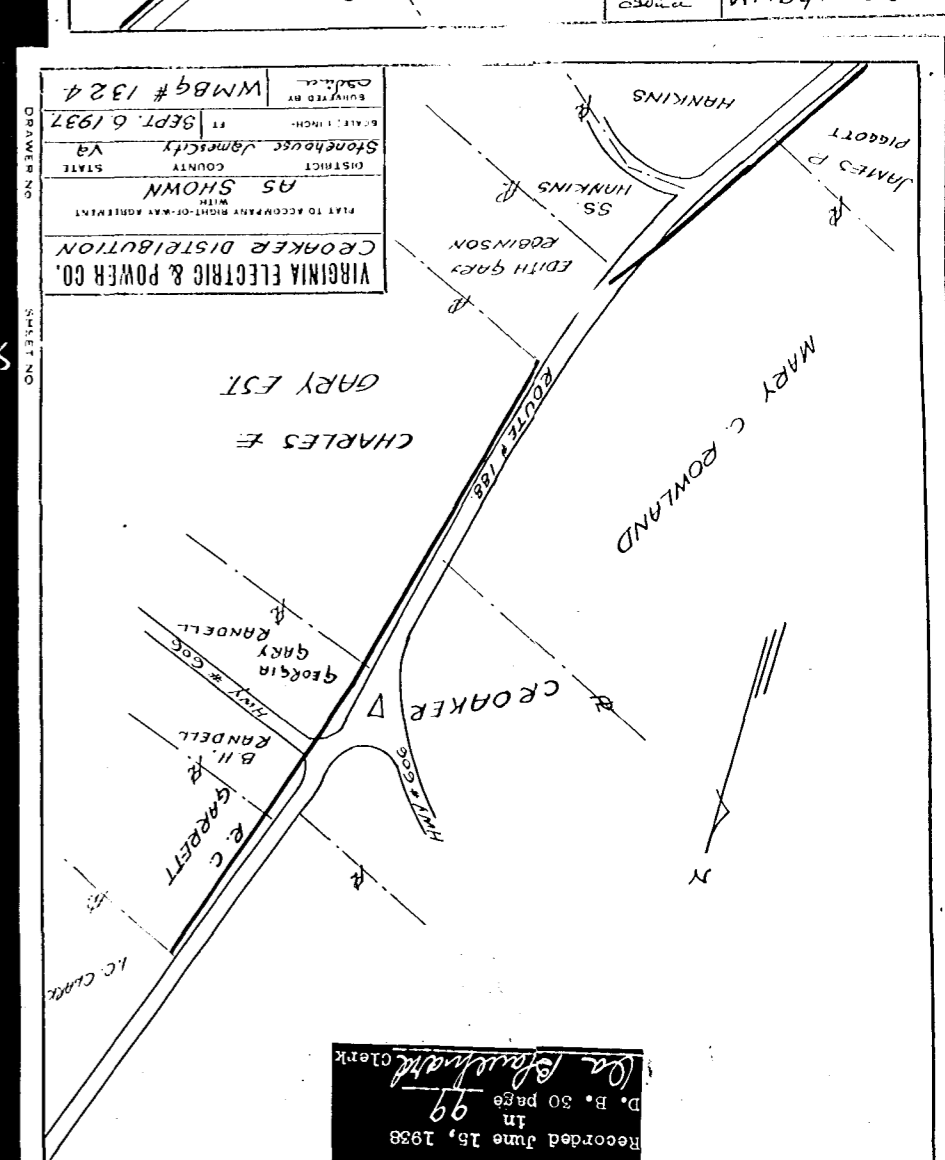 DRAWER NO
SHEET NO
VIRGINIA ELECTRIC & POWER CO.
CROAKER DISTRIBUTION
PLAT TO ACCOMPANY RIGHT-OF-WAY AGREEMENT
WITH
AS SHOWN
DISTRICT COUNTY STATE
Stonehouse James City Va
SCALE: 1 INCH- FT SEPT. 6 1937
SURVEYED BY
WMBg # 1324
Recorded June 15, 1938
in
D. B. 30 page 99
Clerk
I.C. CLARK
R. C.
GARRETT
B.H.
RANDELL
HWY # 606
HWY # 606
CROAKER
GEORGIA
GARY
RANDELL
N
CHARLES E
GARY EST.
ROUTE # 188
MARY C. ROWLAND
EDITH GARY
ROBINSON
S.S.
HANKINS
HANKINS
JAMES P.
PIGGOTT